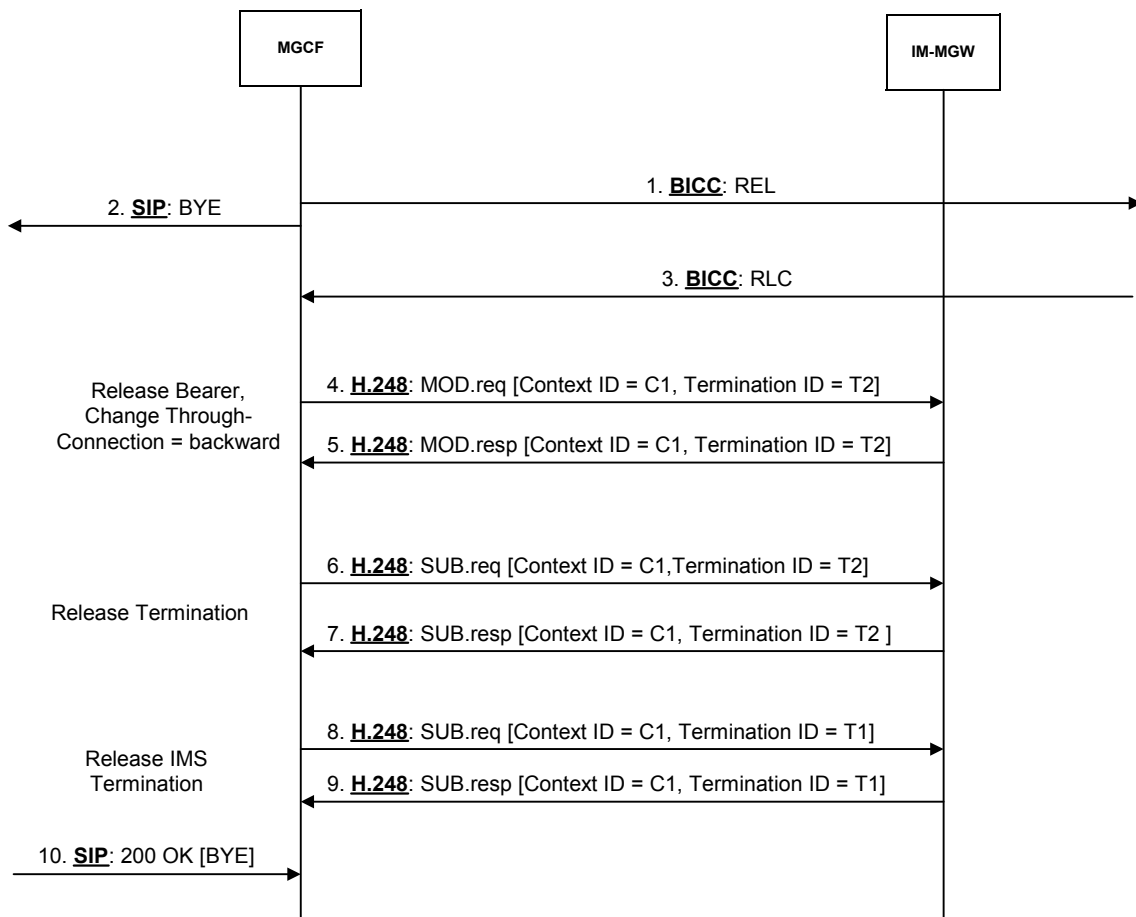 MGCF
IM-MGW
1. BICC: REL
2. SIP: BYE
3. BICC: RLC
Release Bearer,
Change Through-
Connection = backward
4. H.248: MOD.req [Context ID = C1, Termination ID = T2]
5. H.248: MOD.resp [Context ID = C1, Termination ID = T2]
Release Termination
6. H.248: SUB.req [Context ID = C1,Termination ID = T2]
7. H.248: SUB.resp [Context ID = C1, Termination ID = T2 ]
Release IMS
Termination
8. H.248: SUB.req [Context ID = C1, Termination ID = T1]
9. H.248: SUB.resp [Context ID = C1, Termination ID = T1]
10. SIP: 200 OK [BYE]